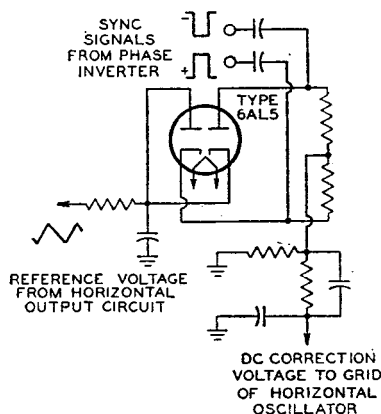 SYNC
SIGNALS
FROM PHASE
INVERTER
−
+
TYPE
6AL5
REFERENCE VOLTAGE
FROM HORIZONTAL
OUTPUT CIRCUIT
DC CORRECTION
VOLTAGE TO GRID
OF HORIZONTAL
OSCILLATOR